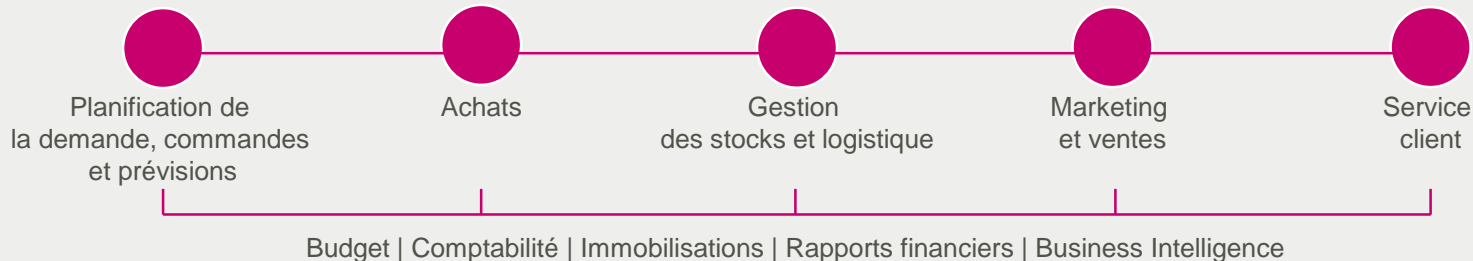 Planification de
la demande, commandes
et prévisions
Achats
Gestion
des stocks et logistique
Marketing
et ventes
Service
client
Budget | Comptabilité | Immobilisations | Rapports financiers | Business Intelligence